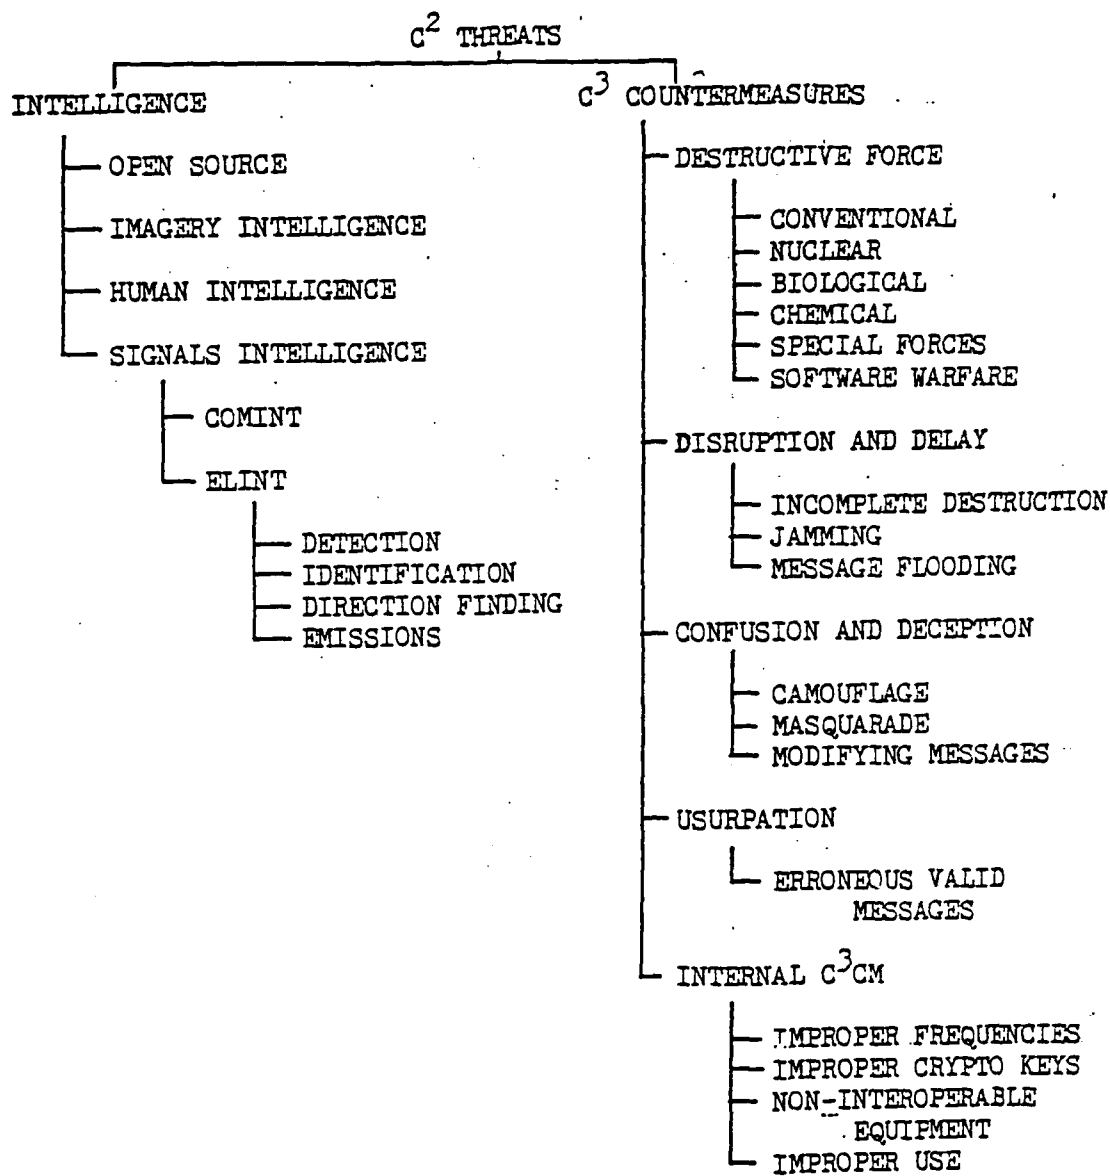 C² THREATS
INTELLIGENCE
OPEN SOURCE
IMAGERY INTELLIGENCE
HUMAN INTELLIGENCE
SIGNALS INTELLIGENCE
COMINT
ELINT
DETECTION
IDENTIFICATION
DIRECTION FINDING
EMISSIONS
C³ COUNTERMEASURES
DESTRUCTIVE FORCE
CONVENTIONAL
NUCLEAR
BIOLOGICAL
CHEMICAL
SPECIAL FORCES
SOFTWARE WARFARE
DISRUPTION AND DELAY
INCOMPLETE DESTRUCTION
JAMMING
MESSAGE FLOODING
CONFUSION AND DECEPTION
CAMOUFLAGE
MASQUARADE
MODIFYING MESSAGES
USURPATION
ERRONEOUS VALID
MESSAGES
INTERNAL C³CM
IMPROPER FREQUENCIES
IMPROPER CRYPTO KEYS
NON-INTEROPERABLE
EQUIPMENT
IMPROPER USE